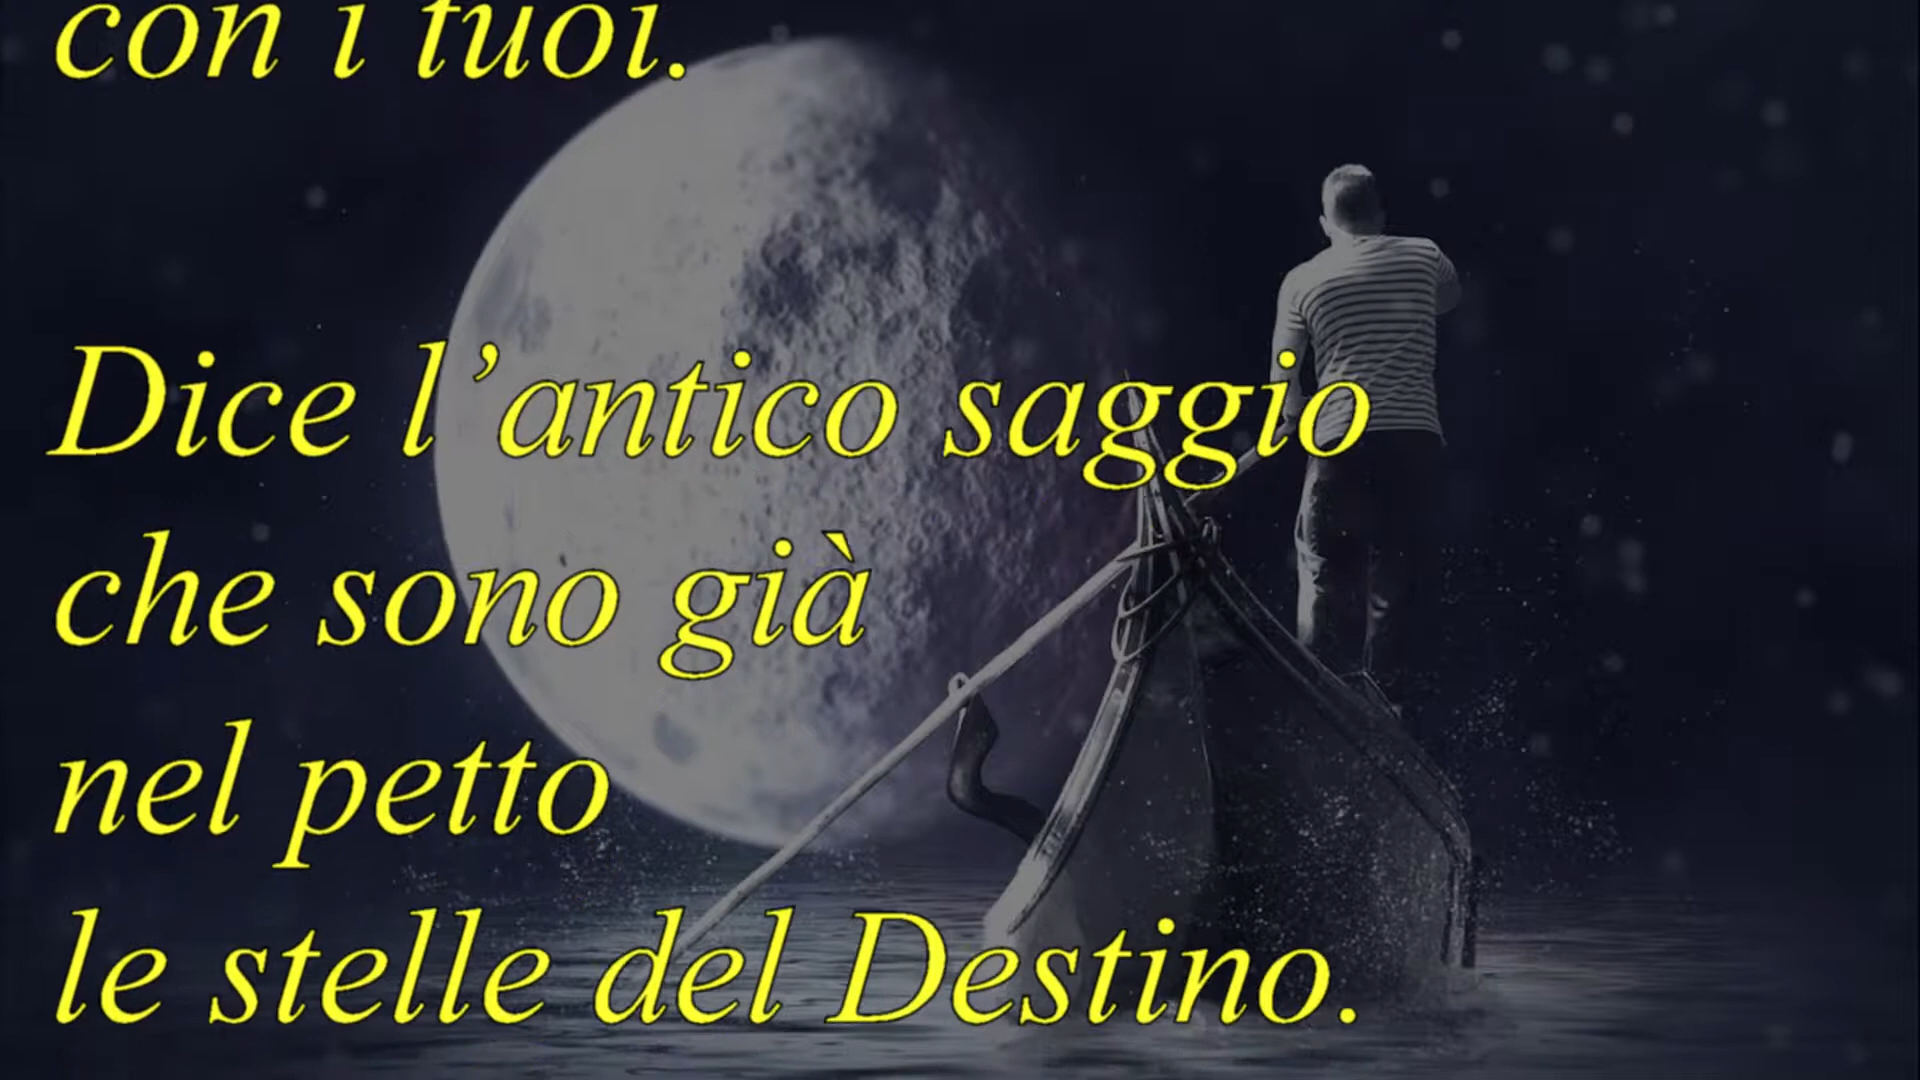 con i tuoi.
Dice l’antico saggio
che sono già
nel petto
le stelle del Destino.